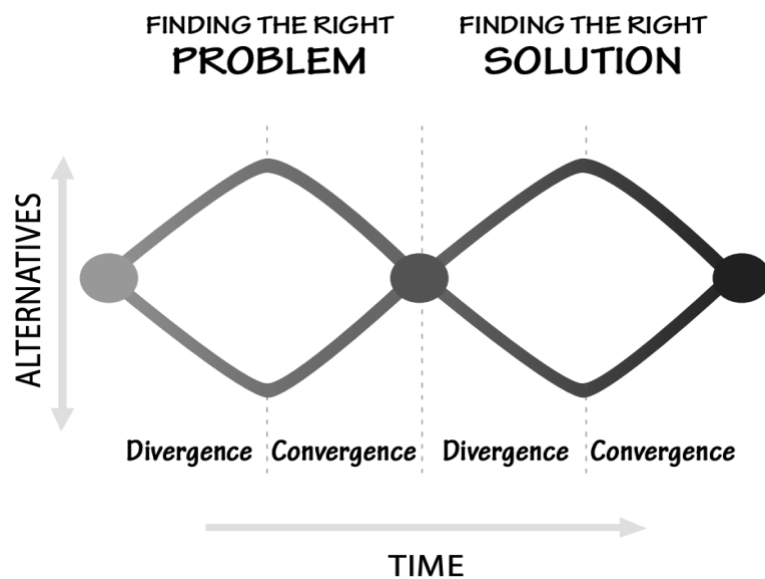 FINDING THE RIGHT
PROBLEM
FINDING THE RIGHT
SOLUTION
ALTERNATIVES
Divergence
Convergence
Divergence
Convergence
TIME